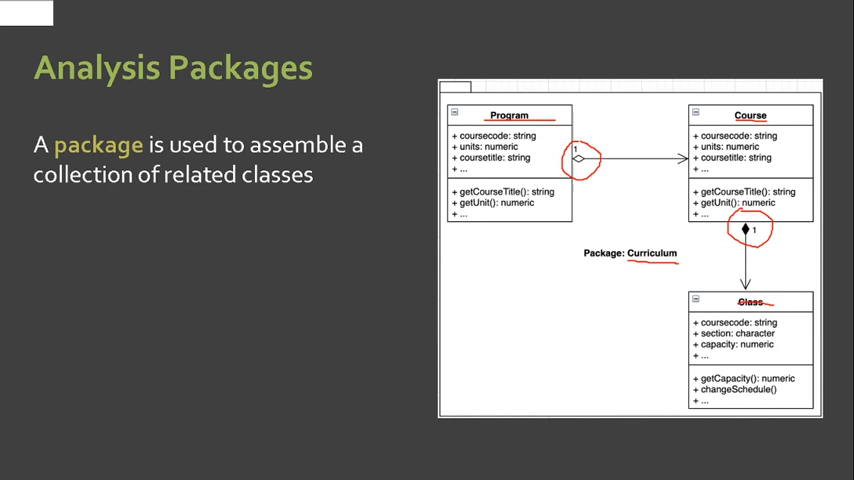 Analysis Packages
A package is used to assemble a
collection of related classes
Program
+ coursecode: string
+ units: numeric
+ coursetitle: string
+ ...
+ getCourseTitle(): string
+ getUnit(): numeric
+ ...
1
Course
+ coursecode: string
+ units: numeric
+ coursetitle: string
+ ...
+ getCourseTitle(): string
+ getUnit(): numeric
+ ...
1
Package: Curriculum
Class
+ coursecode: string
+ section: character
+ capacity: numeric
+ ...
+ getCapacity(): numeric
+ changeSchedule()
+ ...